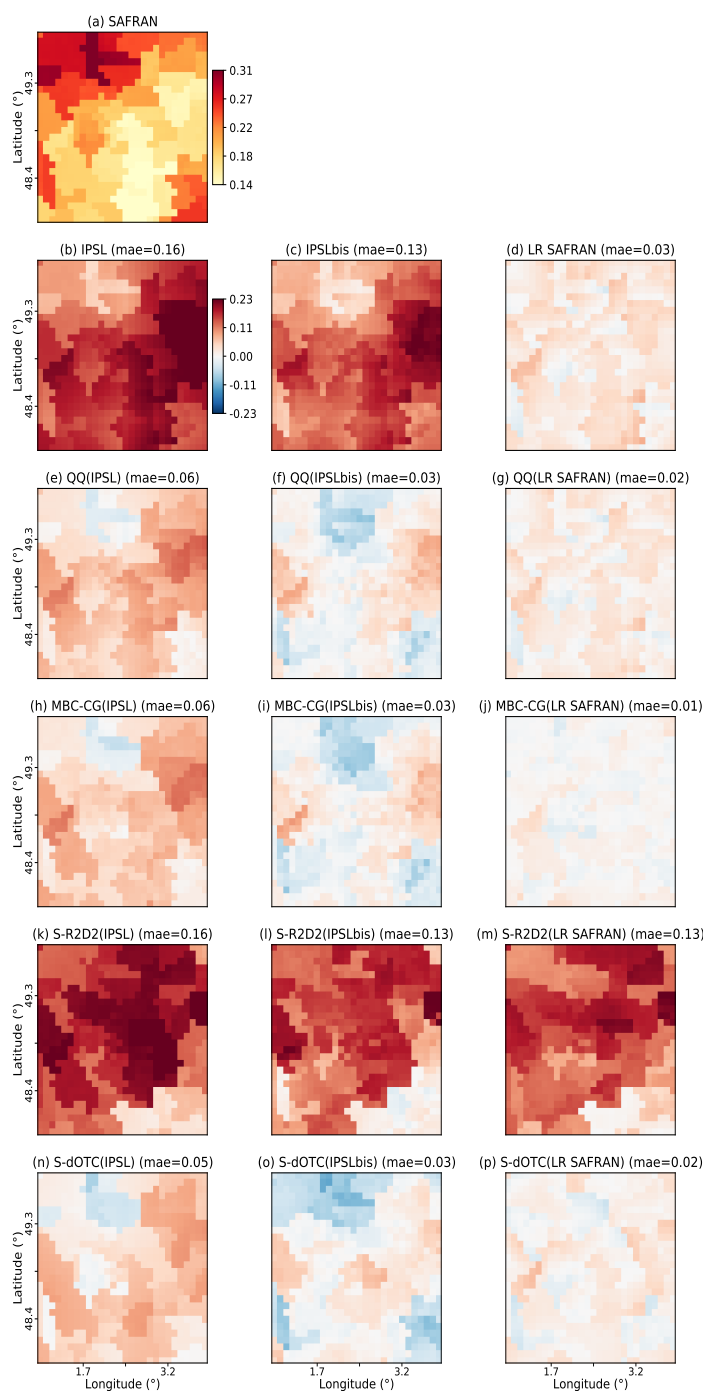 (a) SAFRAN
Latitude (°)
49.3
48.4
0.31
0.27
0.22
0.18
0.14
(b) IPSL (mae=0.16)
(c) IPSLbis (mae=0.13)
(d) LR SAFRAN (mae=0.03)
Latitude (°)
49.3
48.4
0.23
0.11
0.00
-0.11
-0.23
(e) QQ(IPSL) (mae=0.06)
(f) QQ(IPSLbis) (mae=0.03)
(g) QQ(LR SAFRAN) (mae=0.02)
Latitude (°)
49.3
48.4
(h) MBC-CG(IPSL) (mae=0.06)
(i) MBC-CG(IPSLbis) (mae=0.03)
(j) MBC-CG(LR SAFRAN) (mae=0.01)
Latitude (°)
49.3
48.4
(k) S-R2D2(IPSL) (mae=0.16)
(l) S-R2D2(IPSLbis) (mae=0.13)
(m) S-R2D2(LR SAFRAN) (mae=0.13)
Latitude (°)
49.3
48.4
(n) S-dOTC(IPSL) (mae=0.05)
(o) S-dOTC(IPSLbis) (mae=0.03)
(p) S-dOTC(LR SAFRAN) (mae=0.02)
Latitude (°)
49.3
48.4
1.7 3.2
Longitude (°)
1.7 3.2
Longitude (°)
1.7 3.2
Longitude (°)